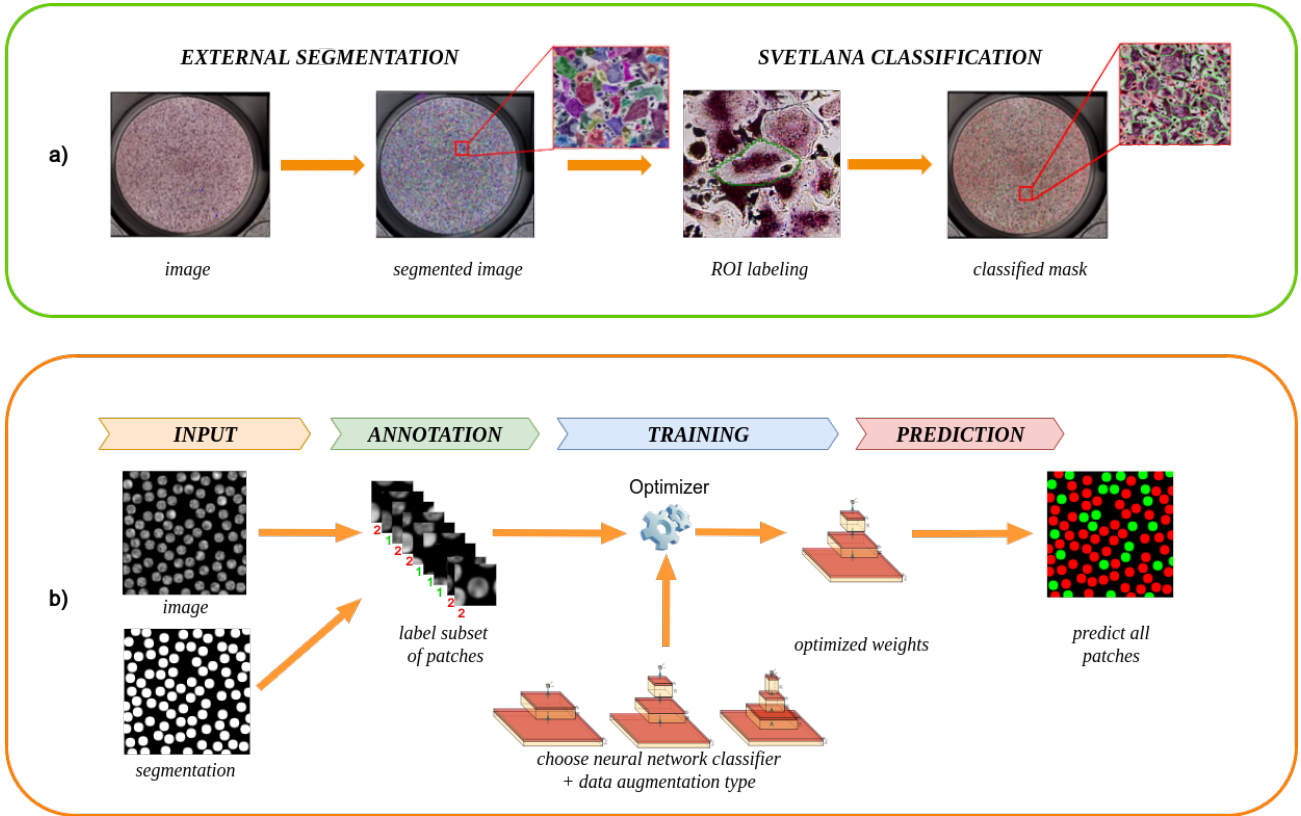 EXTERNAL SEGMENTATION
SVETLANA CLASSIFICATION
a)
image
segmented image
ROI labeling
classified mask
INPUT
ANNOTATION
TRAINING
PREDICTION
b)
image
segmentation
2
1
2
2
1
1
1
2
2
label subset
of patches
Optimizer
choose neural network classifier
+ data augmentation type
optimized weights
predict all
patches